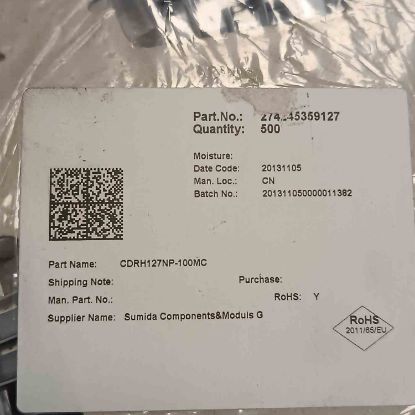 Part.No.:
Quantity: 500
Moisture:
Date Code: 20131105
Man. Loc.: CN
Batch No.: 201311050000011382
Part Name: CDRH127NP-100MC
Shipping Note:
Purchase:
Man. Part No.:
RoHS: Y
Supplier Name: Sumida Components&Moduls G
RoHS
2011/65/EU